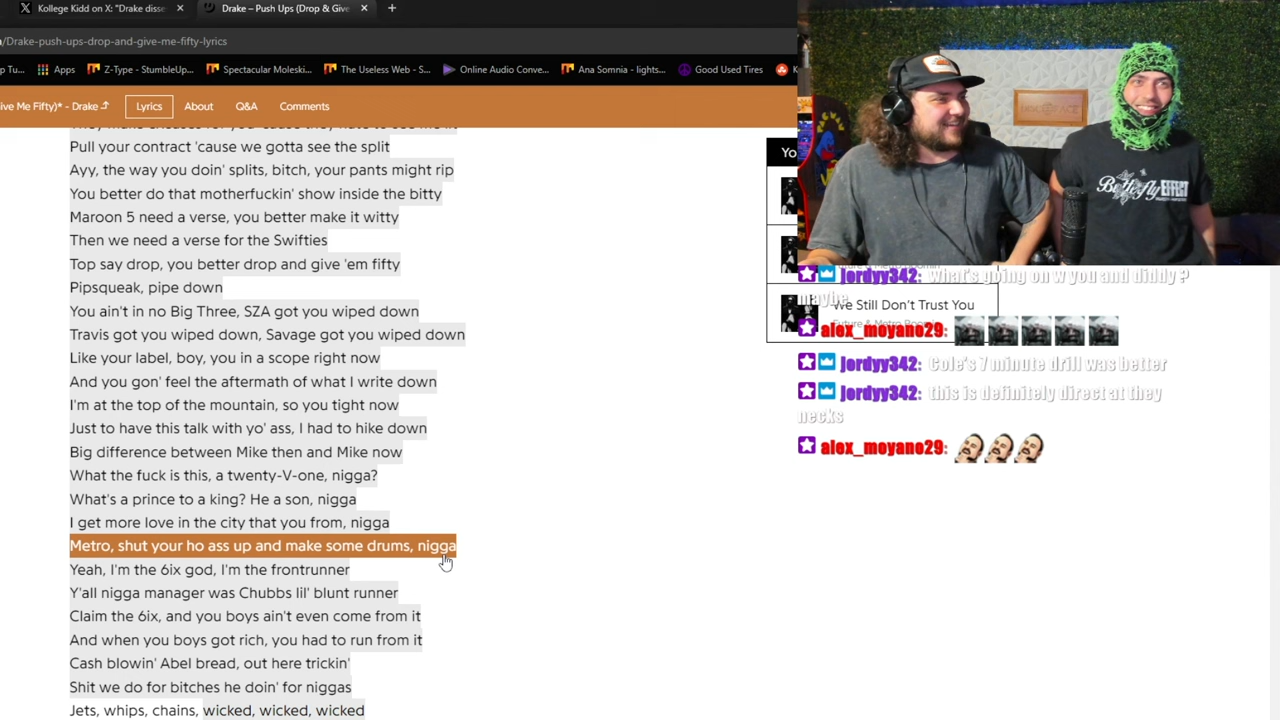 Kollege Kidd on X: "Drake disse
Drake – Push Ups (Drop & Give
/Drake-push-ups-drop-and-give-me-fifty-lyrics
p Tu...
Apps
Z-Type - StumbleUp...
Spectacular Moleski...
The Useless Web - S...
Online Audio Conve...
Ana Somnia - lights...
Good Used Tires
ive Me Fifty)* - Drake
Lyrics
About
Q&A
Comments
Pull your contract 'cause we gotta see the split
Ayy, the way you doin' splits, bitch, your pants might rip
You better do that motherfuckin' show inside the bitty
Maroon 5 need a verse, you better make it witty
Then we need a verse for the Swifties
Top say drop, you better drop and give 'em fifty
Pipsqueak, pipe down
You ain't in no Big Three, SZA got you wiped down
Travis got you wiped down, Savage got you wiped down
Like your label, boy, you in a scope right now
And you gon' feel the aftermath of what I write down
I'm at the top of the mountain, so you tight now
Just to have this talk with yo' ass, I had to hike down
Big difference between Mike then and Mike now
What the fuck is this, a twenty-V-one, nigga?
What's a prince to a king? He a son, nigga
I get more love in the city that you from, nigga
Metro, shut your ho ass up and make some drums, nigga
Yeah, I'm the 6ix god, I'm the frontrunner
Y'all nigga manager was Chubbs lil' blunt runner
Claim the 6ix, and you boys ain't even come from it
And when you boys got rich, you had to run from it
Cash blowin' Abel bread, out here trickin'
Shit we do for bitches he doin' for niggas
Jets, whips, chains, wicked, wicked, wicked
Yo
We Still Don't Trust You
Future & Metro Boomin
Butterfly EFFECT
jordyy342: what's going on w you and diddy ?
maybe
alex_moyano29:
jordyy342: Cole's 7 minute drill was better
jordyy342: this is definitely direct at they
necks
alex_moyano29: